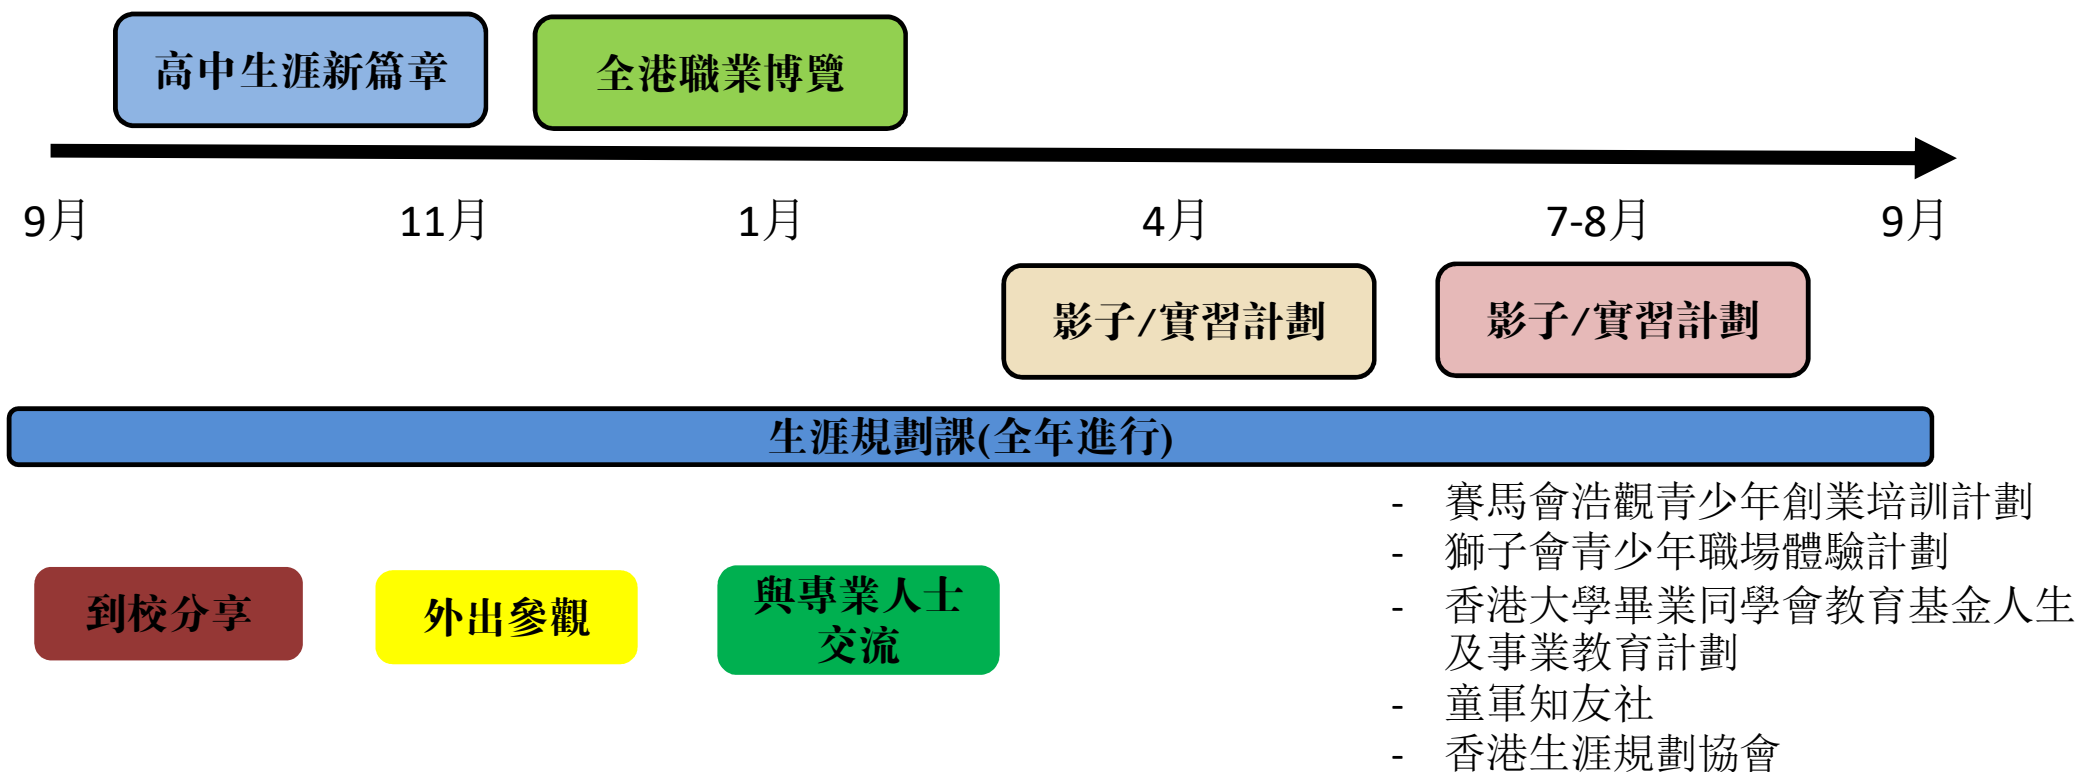 高中生涯新篇章
全港職業博覽
9月
11月
1月
4月
7-8月
9月
影子/實習計劃
影子/實習計劃
生涯規劃課(全年進行)
到校分享
外出參觀
與專業人士
交流
- 賽馬會浩觀青少年創業培訓計劃
- 獅子會青少年職場體驗計劃
- 香港大學畢業同學會教育基金人生
及事業教育計劃
- 童軍知友社
- 香港生涯規劃協會